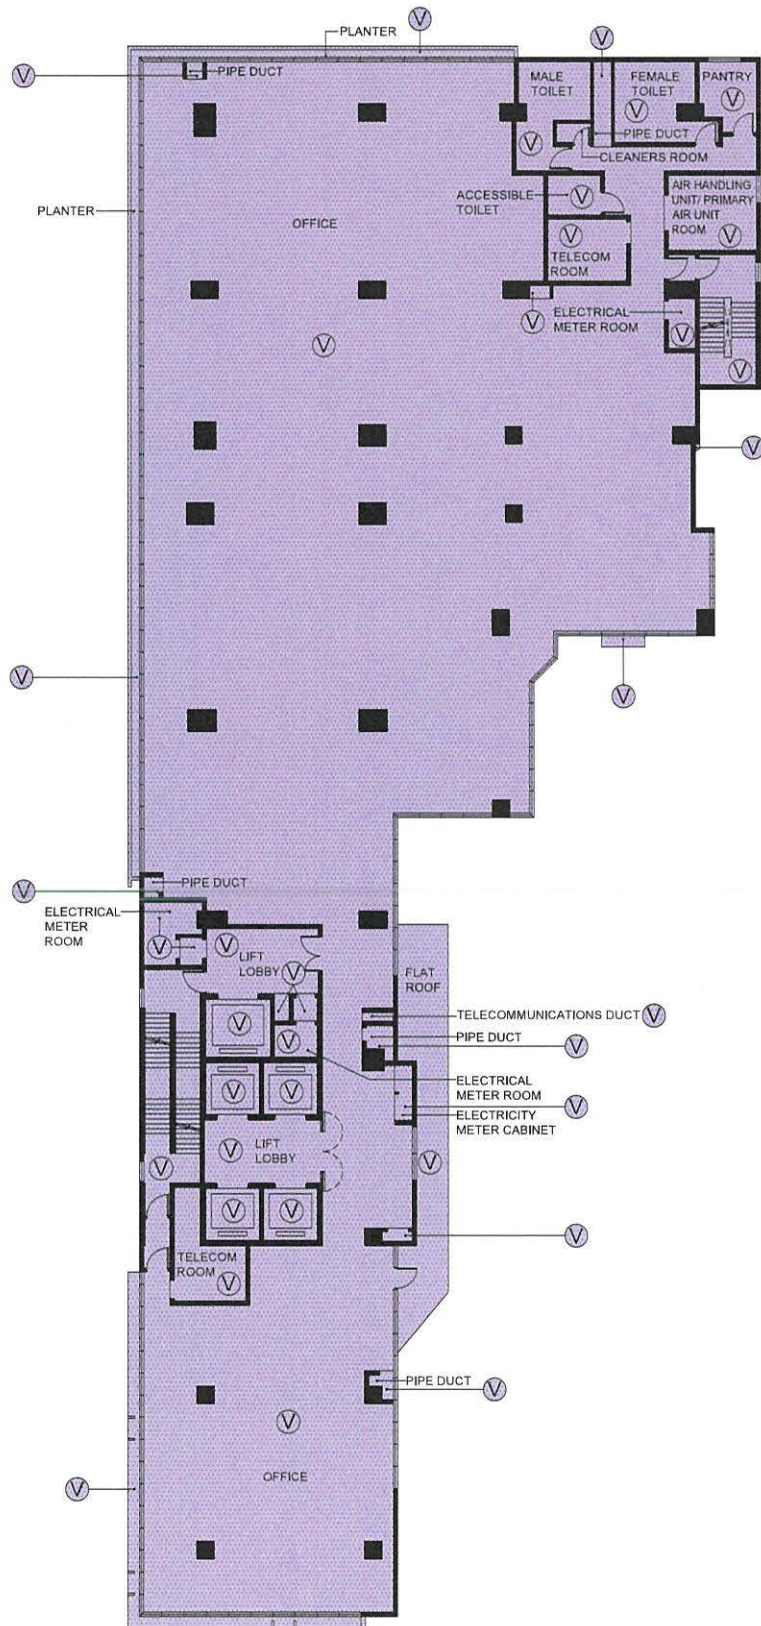 PLANTER
V
V
V
PIPE DUCT
MALE
TOILET
FEMALE
TOILET
PANTRY
V
V
V
PIPE DUCT
CLEANERS ROOM
PLANTER
OFFICE
ACCESSIBLE
TOILET
V
AIR HANDLING
UNIT/ PRIMARY
AIR UNIT
ROOM
V
V
TELECOM
ROOM
V
ELECTRICAL
METER ROOM
V
V
V
V
V
V
PIPE DUCT
V
ELECTRICAL
METER
ROOM
V
V
LIFT
LOBBY
V
FLAT
ROOF
V
TELECOMMUNICATIONS DUCT
V
PIPE DUCT
V
V
ELECTRICAL
METER ROOM
V
V
ELECTRICITY
METER CABINET
V
V
LIFT
LOBBY
V
V
V
V
V
TELECOM
ROOM
V
PIPE DUCT
V
V
OFFICE
V